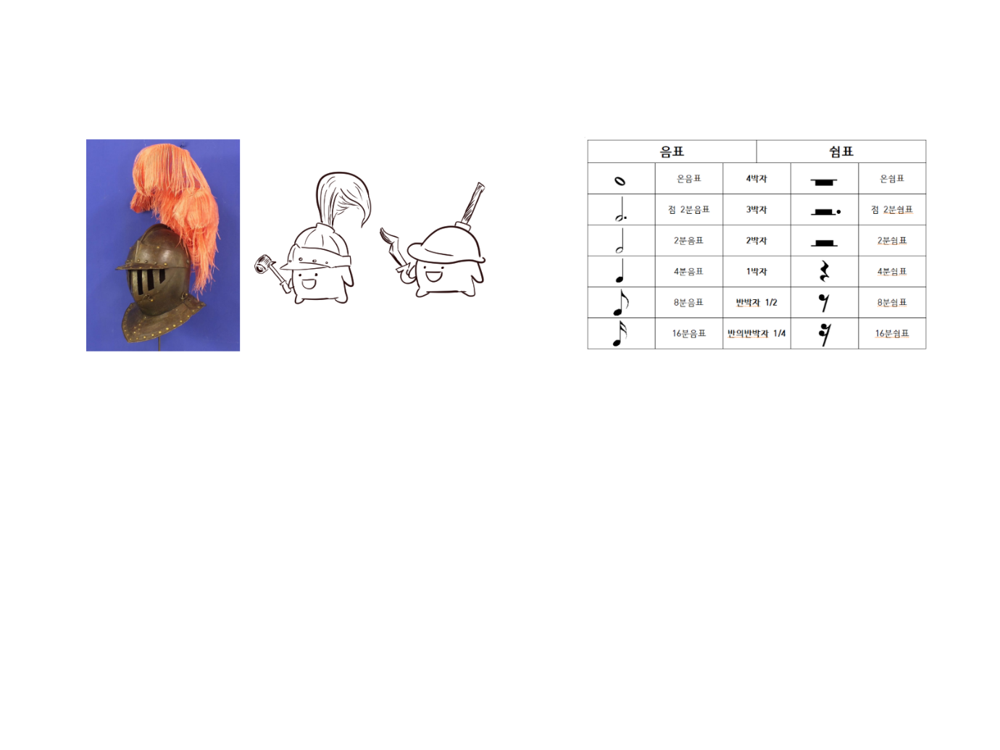 음표 쉼표
온음표 4박자 온쉼표
점 2분음표 3박자 점 2분쉼표
2분음표 2박자 2분쉼표
4분음표 1박자 4분쉼표
8분음표 반박자 1/2 8분쉼표
16분음표 반의반박자 1/4 16분쉼표